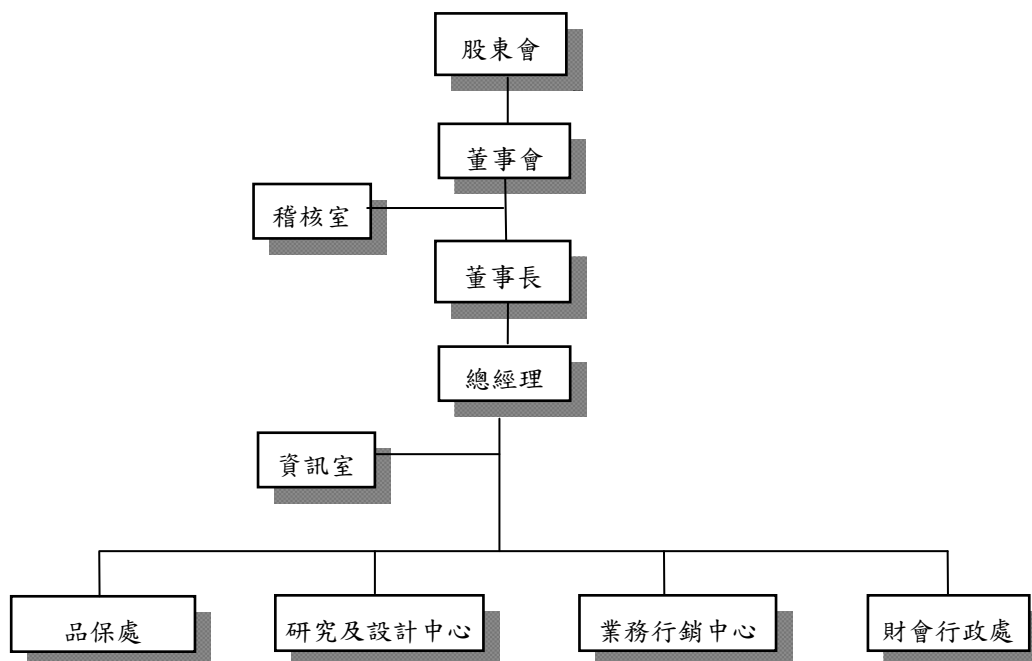 股東會
董事會
稽核室
董事長
總經理
資訊室
品保處
研究及設計中心
業務行銷中心
財會行政處